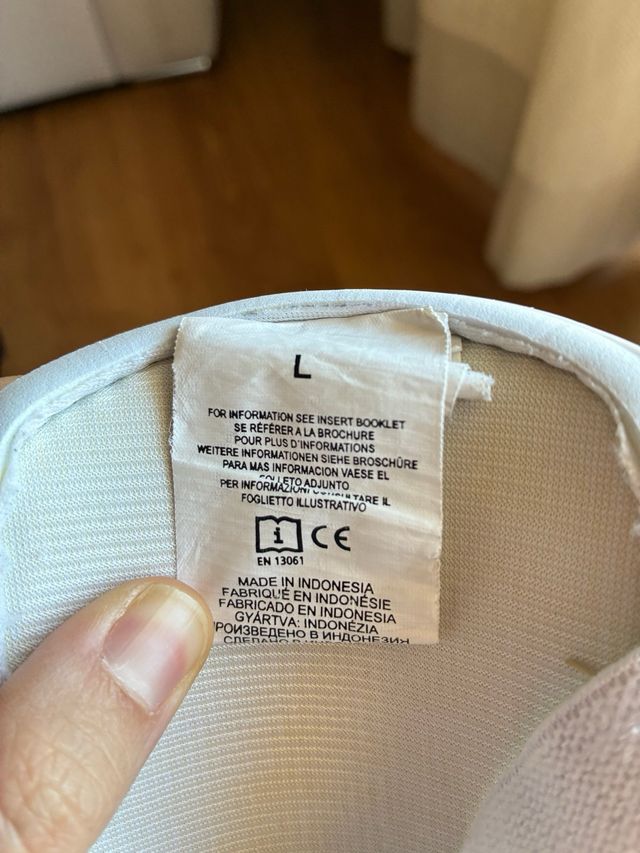 L
FOR INFORMATION SEE INSERT BOOKLET
SE RÉFÉRER A LA BROCHURE
POUR PLUS D'INFORMATIONS
WEITERE INFORMATIONEN SIEHE BROSCHÜRE
PARA MAS INFORMACION VAESE EL
ADJUNTO
PER INFORMAZIONI CONSULTARE IL
FOGLIETTO ILLUSTRATIVO
i CE
EN 13061
MADE IN INDONESIA
FABRIQUÉ EN INDONÉSIE
FABRICADO EN INDONESIA
GYÁRTVA: INDONÉZIA
ПРОИЗВЕДЕНО В ИНДОНЕЗИЯ